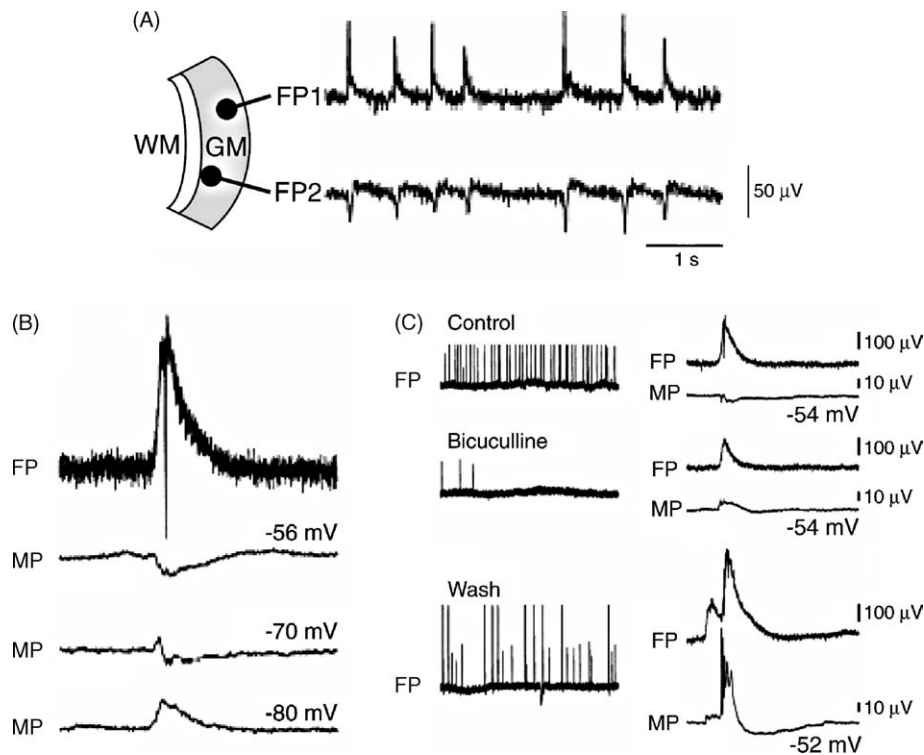 (A)
FP1
WM
GM
FP2
50 μV
1 s
(B)
FP
-56 mV
MP
-70 mV
MP
-80 mV
MP
(C)
Control
FP
FP
100 μV
MP
10 μV
-54 mV
Bicuculline
FP
FP
100 μV
MP
10 μV
-54 mV
Wash
FP
FP
100 μV
MP
10 μV
-52 mV